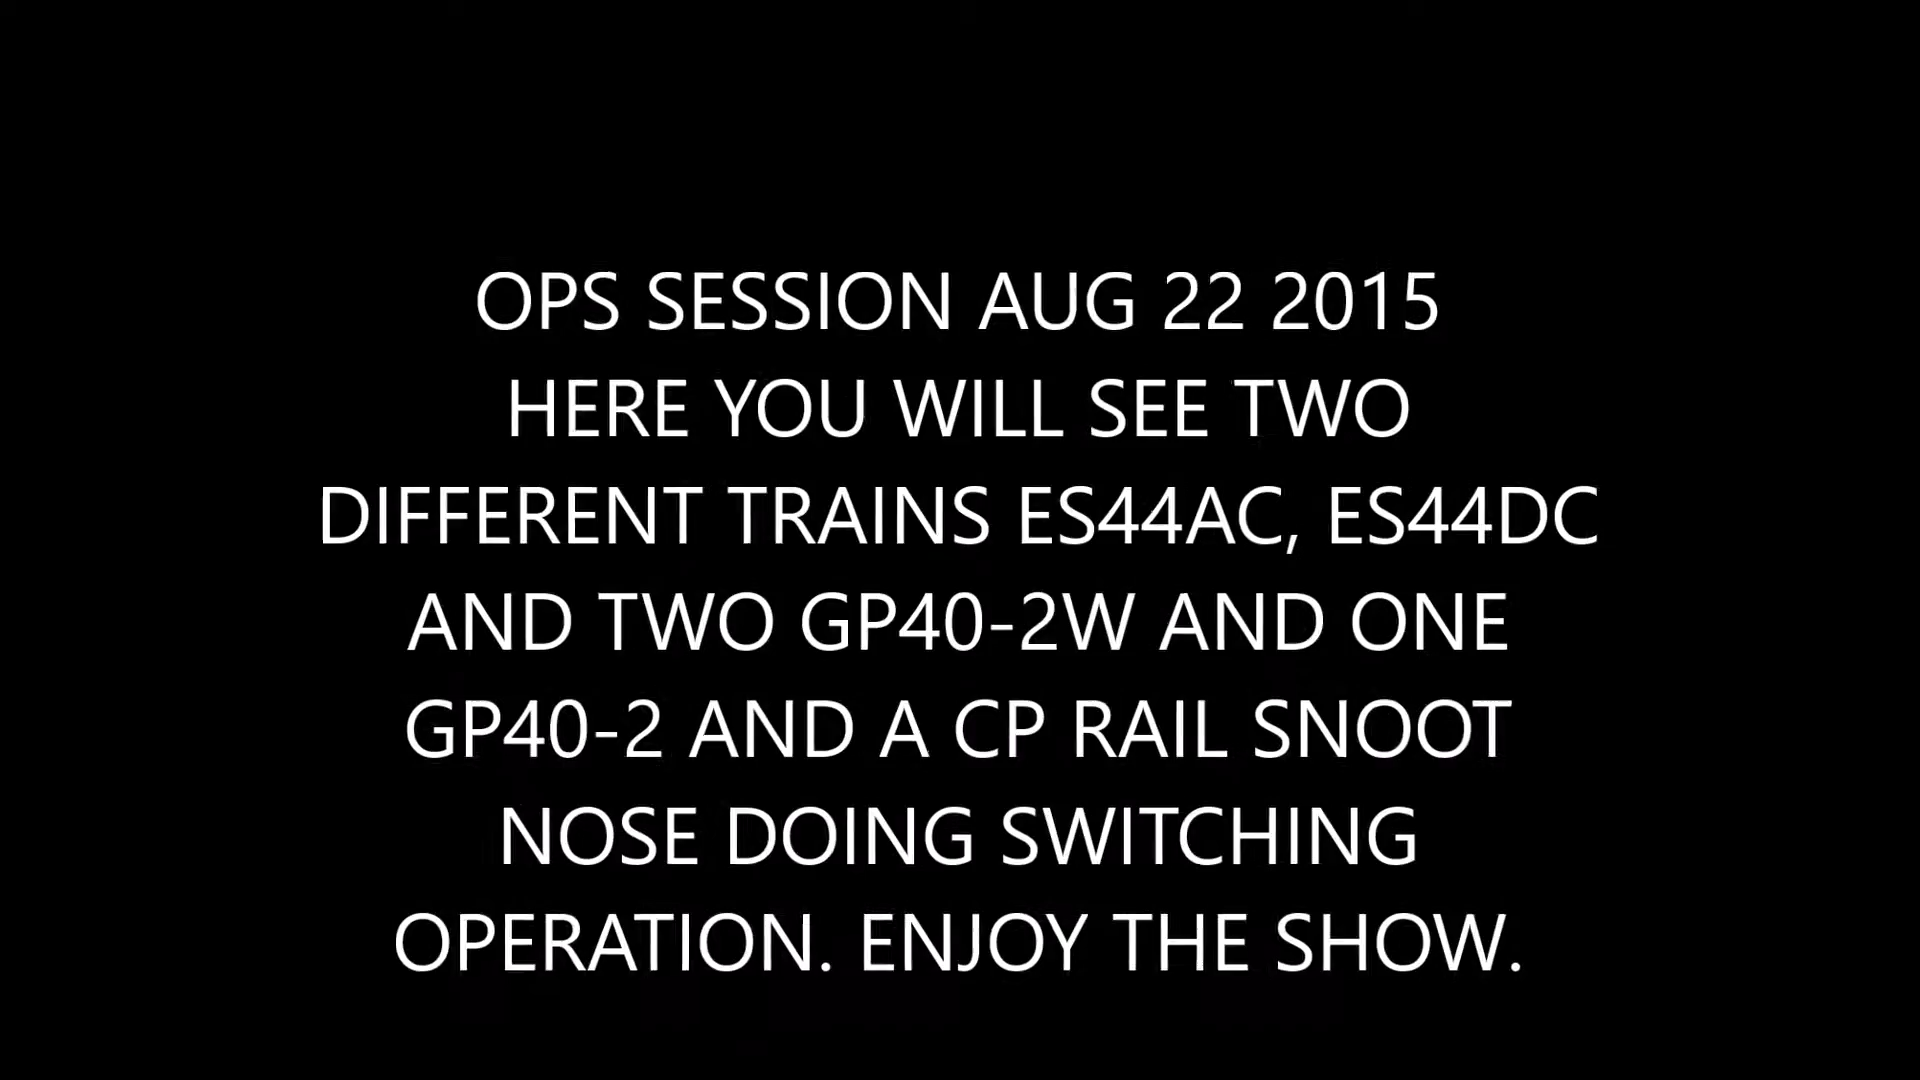 OPS SESSION AUG 22 2015
HERE YOU WILL SEE TWO
DIFFERENT TRAINS ES44AC, ES44DC
AND TWO GP40-2W AND ONE
GP40-2 AND A CP RAIL SNOOT
NOSE DOING SWITCHING
OPERATION. ENJOY THE SHOW.